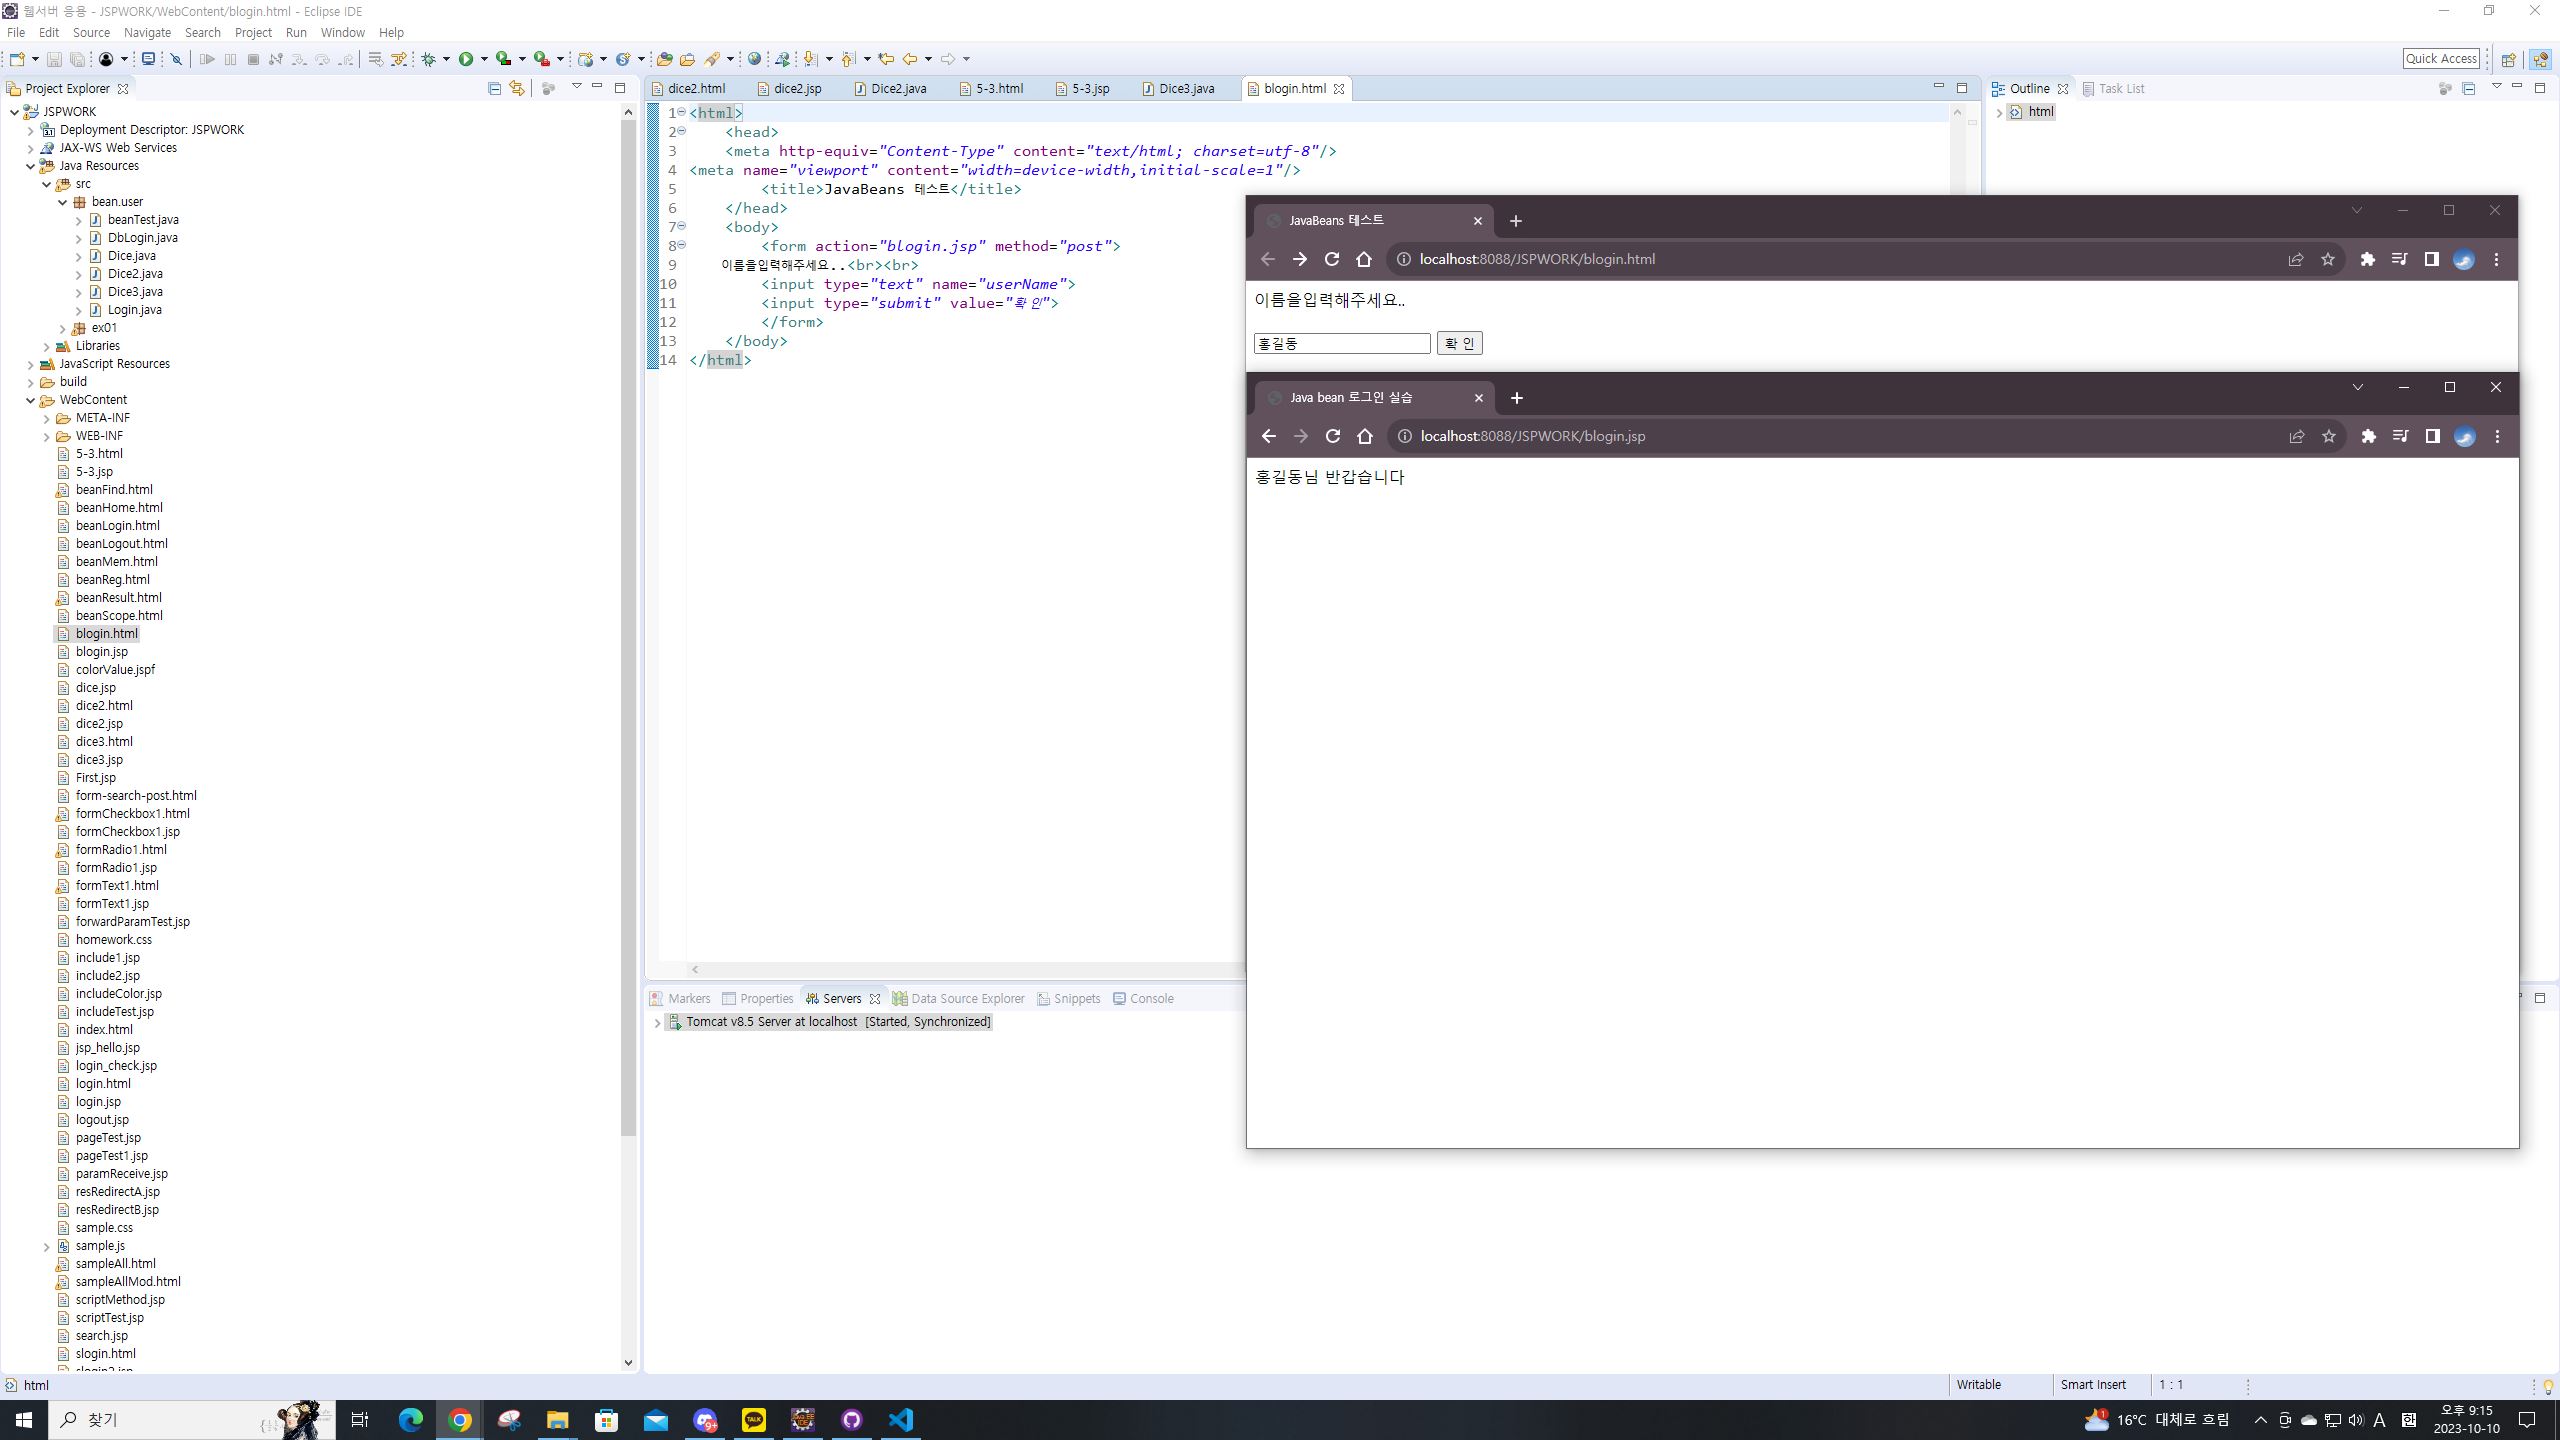 웹서버 응용 - JSPWORK/WebContent/blogin.html - Eclipse IDE
File Edit Source Navigate Search Project Run Window Help
Quick Access
Project Explorer
JSPWORK
Deployment Descriptor: JSPWORK
JAX-WS Web Services
Java Resources
src
bean.user
beanTest.java
DbLogin.java
Dice.java
Dice2.java
Dice3.java
Login.java
ex01
Libraries
JavaScript Resources
build
WebContent
META-INF
WEB-INF
5-3.html
5-3.jsp
beanFind.html
beanHome.html
beanLogin.html
beanLogout.html
beanMem.html
beanReg.html
beanResult.html
beanScope.html
blogin.html
blogin.jsp
colorValue.jspf
dice.jsp
dice2.html
dice2.jsp
dice3.html
dice3.jsp
First.jsp
form-search-post.html
formCheckbox1.html
formCheckbox1.jsp
formRadio1.html
formRadio1.jsp
formText1.html
formText1.jsp
forwardParamTest.jsp
homework.css
include1.jsp
include2.jsp
includeColor.jsp
includeTest.jsp
index.html
jsp_hello.jsp
login_check.jsp
login.html
login.jsp
logout.jsp
pageTest.jsp
pageTest1.jsp
paramReceive.jsp
resRedirectA.jsp
resRedirectB.jsp
sample.css
sample.js
sampleAll.html
sampleAllMod.html
scriptMethod.jsp
scriptTest.jsp
search.jsp
slogin.html
dice2.html dice2.jsp Dice2.java 5-3.html 5-3.jsp Dice3.java blogin.html
1 <html>
2 <head>
3 <meta http-equiv="Content-Type" content="text/html; charset=utf-8"/>
4 <meta name="viewport" content="width=device-width,initial-scale=1"/>
5 <title>JavaBeans 테스트</title>
6 </head>
7 <body>
8 <form action="blogin.jsp" method="post">
9 이름을입력해주세요..<br><br>
10 <input type="text" name="userName">
11 <input type="submit" value="확 인">
12 </form>
13 </body>
14 </html>
Outline Task List
html
JavaBeans 테스트
localhost:8088/JSPWORK/blogin.html
이름을입력해주세요..
홍길동 확 인
Java bean 로그인 실습
localhost:8088/JSPWORK/blogin.jsp
홍길동님 반갑습니다
Markers Properties Servers Data Source Explorer Snippets Console
Tomcat v8.5 Server at localhost [Started, Synchronized]
html
Writable Smart Insert 1 : 1
찾기
9+
TALK
16°C 대체로 흐림
A 한
오후 9:15
2023-10-10